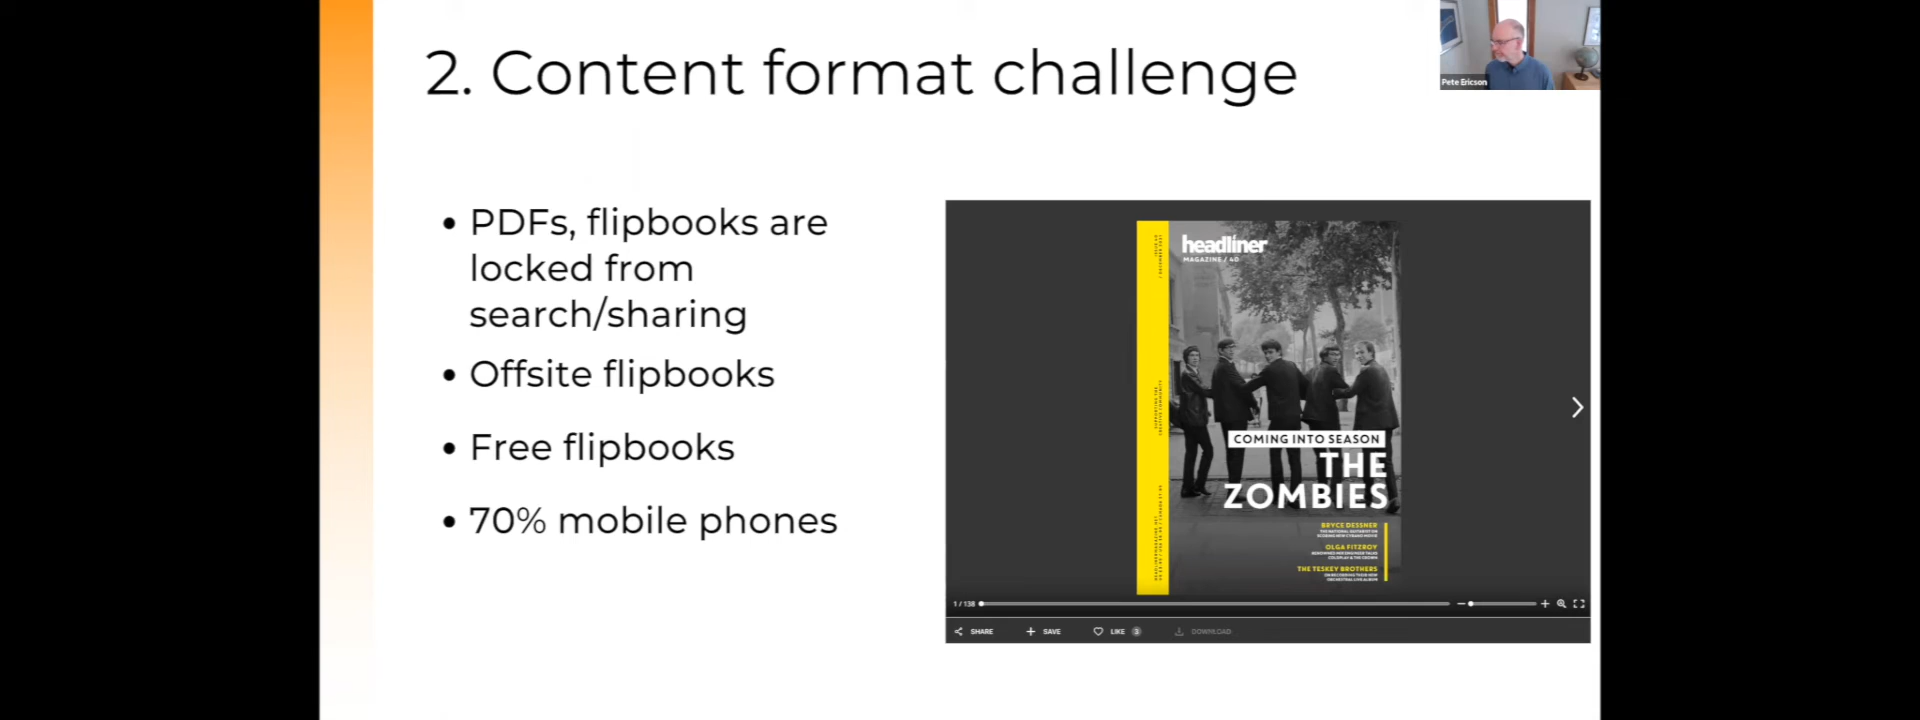 2. Content format challenge
Pete Ericson
• PDFs, flipbooks are
locked from
search/sharing
• Offsite flipbooks
• Free flipbooks
• 70% mobile phones
headliner
MAGAZINE / 40
COMING INTO SEASON
THE
ZOMBIES
BRYCE DESSNER
OLGA FITZROY
THE TESKEY BROTHERS
1 / 138
SHARE
SAVE
LIKE 3
DOWNLOAD